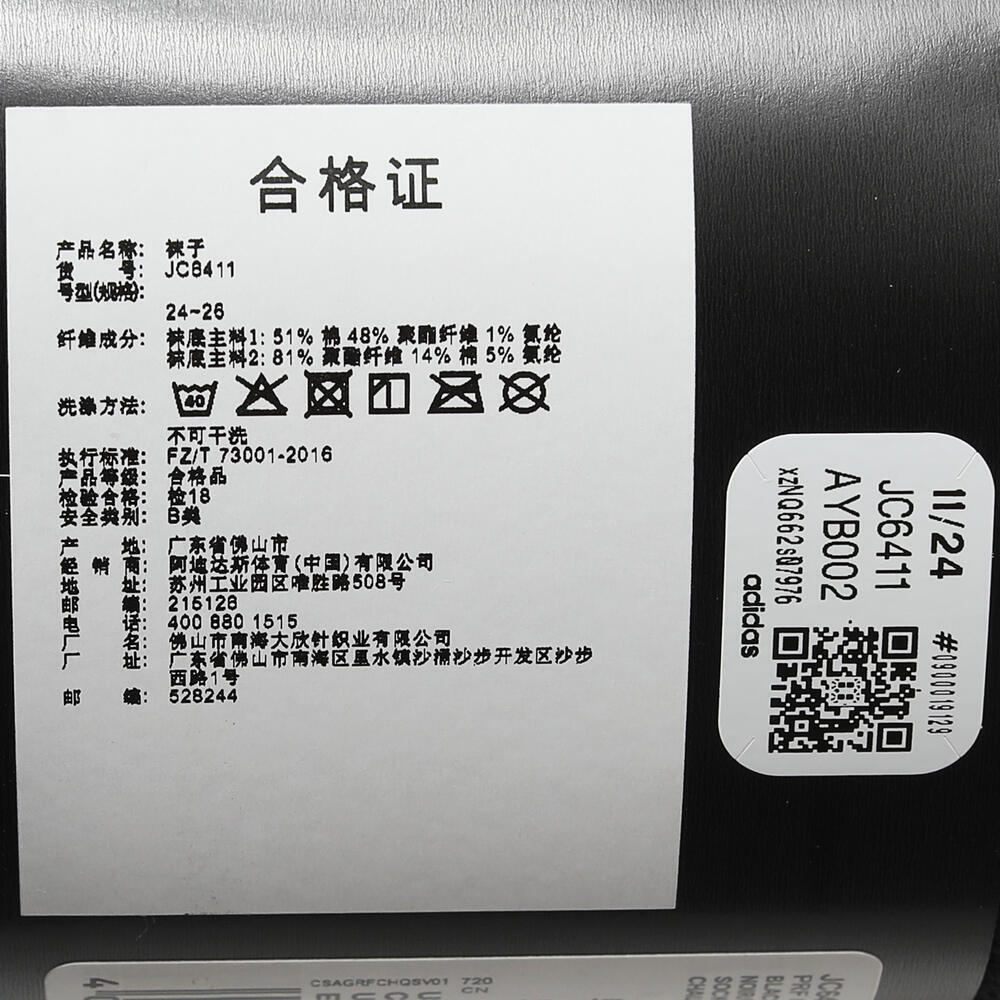 合格证
产品名称: 袜子
货 号: JC6411
号型(规格):
24-26
纤维成分: 袜底主料1: 51% 棉 48% 聚酯纤维 1% 氨纶
袜底主料2: 81% 聚酯纤维 14% 棉 5% 氨纶
洗涤方法: 40
不可干洗
执行标准: FZ/T 73001-2016
产品等级: 合格品
检验合格: 检18
安全类别: B类
产 地: 广东省佛山市
经 销 商: 阿迪达斯体育(中国)有限公司
地 址: 苏州工业园区唯胜路508号
邮 编: 215128
电 话: 400 880 1515
厂 名: 佛山市南海大欣针织业有限公司
厂 址: 广东省佛山市南海区里水镇沙涌沙步开发区沙步
西路1号
邮 编: 528244
11/24 #0900019129
JC6411
AYB002
xzNQ662sQ7976
adidas
CSAGRFCHQSV01 720
CN